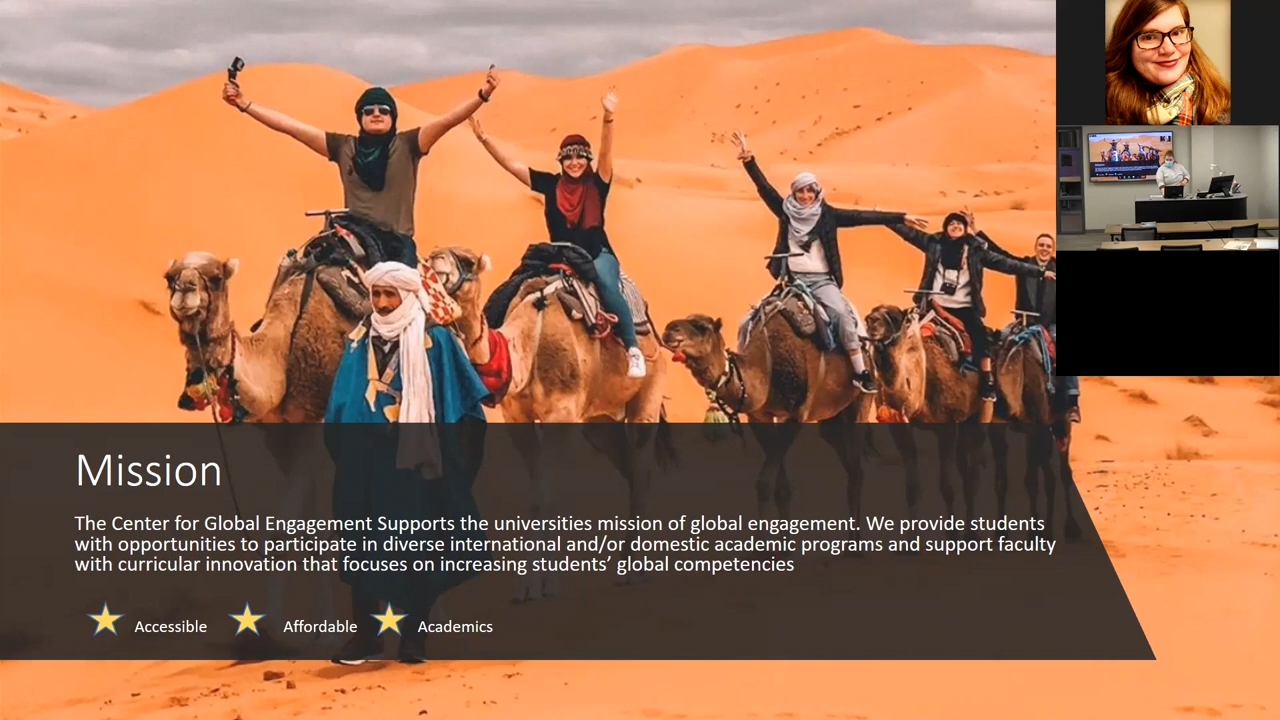 Mission
The Center for Global Engagement Supports the universities mission of global engagement. We provide students
with opportunities to participate in diverse international and/or domestic academic programs and support faculty
with curricular innovation that focuses on increasing students’ global competencies
Accessible Affordable Academics